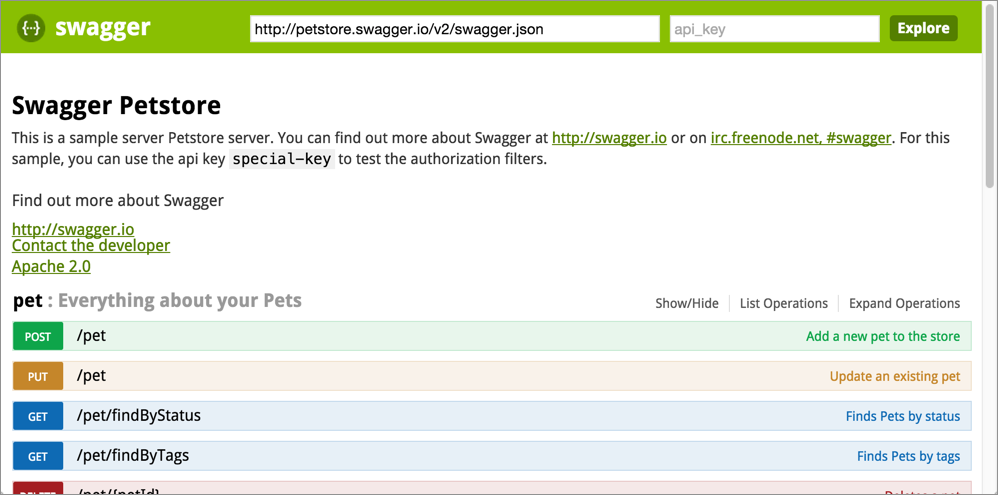 {··} swagger http://petstore.swagger.io/v2/swagger.json api_key Explore
Swagger Petstore
This is a sample server Petstore server. You can find out more about Swagger at http://swagger.io or on irc.freenode.net, #swagger. For this
sample, you can use the api key special-key to test the authorization filters.
Find out more about Swagger
http://swagger.io
Contact the developer
Apache 2.0
pet : Everything about your Pets Show/Hide List Operations Expand Operations
POST /pet Add a new pet to the store
PUT /pet Update an existing pet
GET /pet/findByStatus Finds Pets by status
GET /pet/findByTags Finds Pets by tags
DELETE /pet/{petId} Deletes a pet